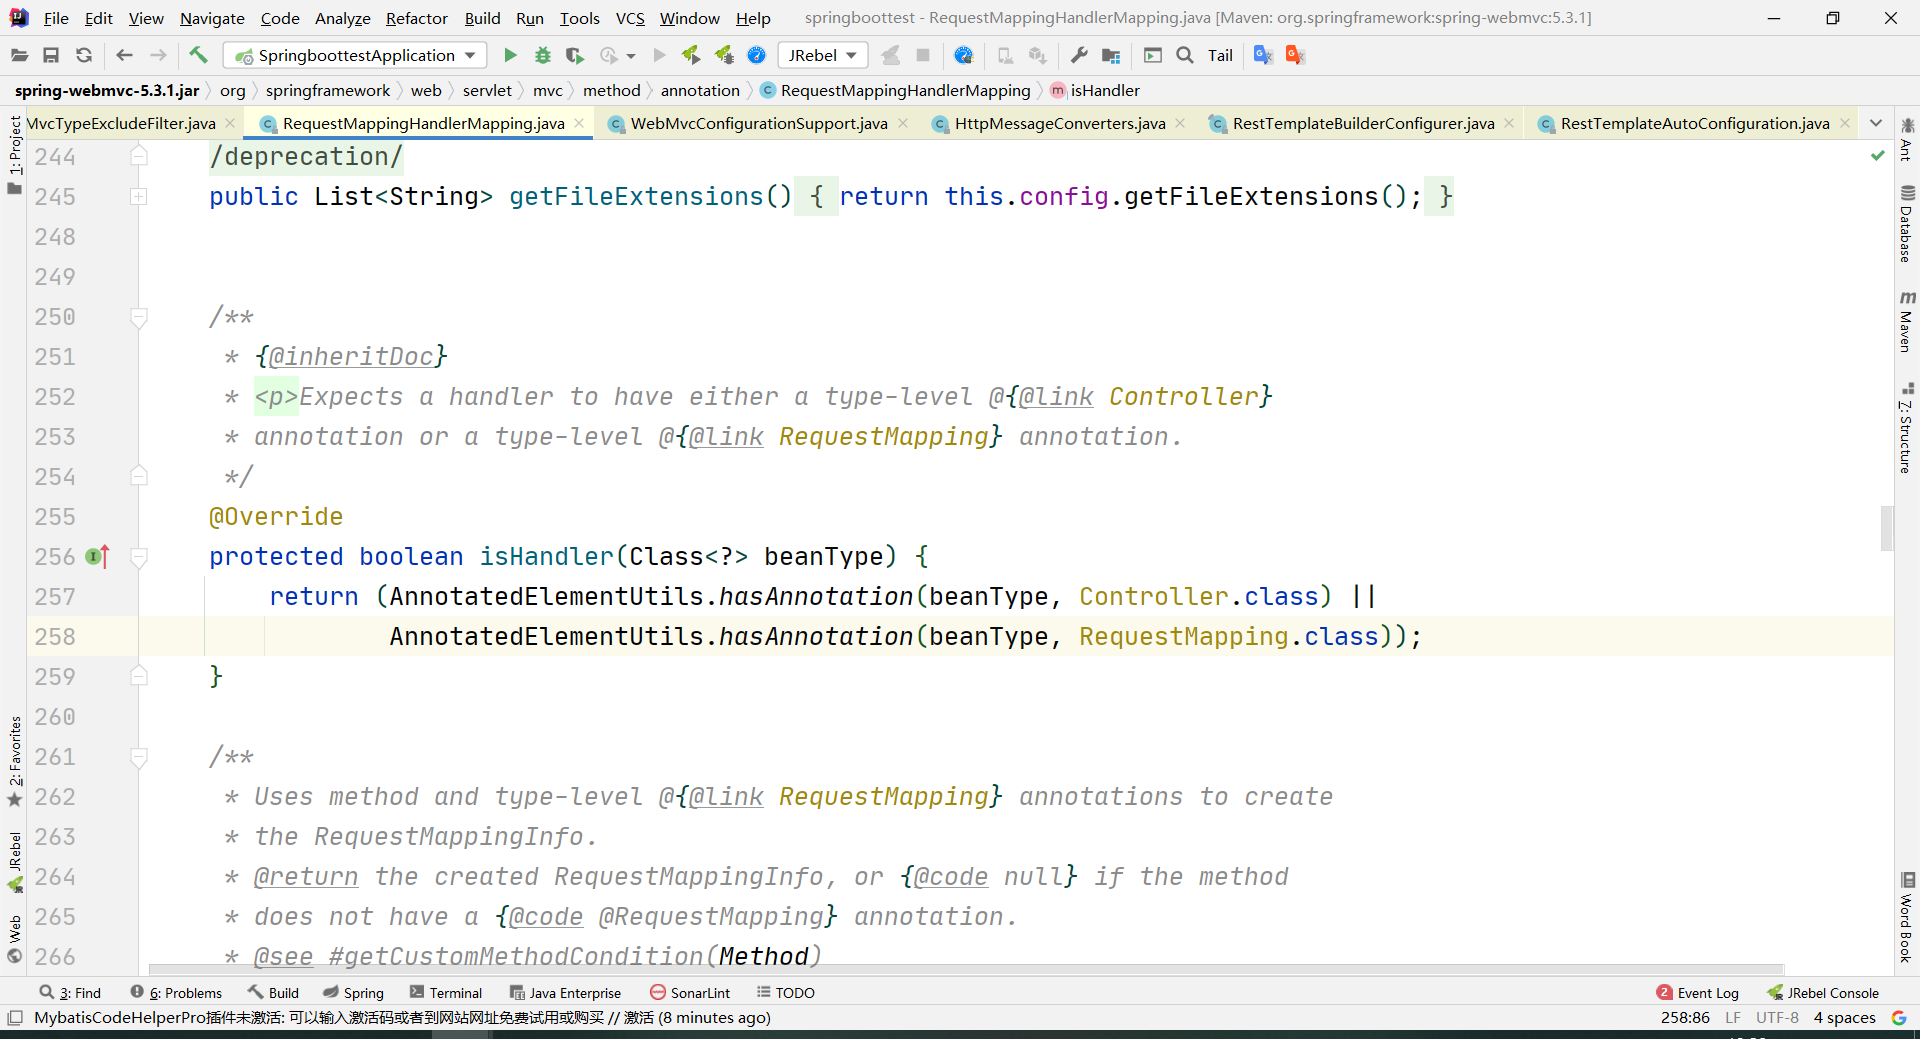 File Edit View Navigate Code Analyze Refactor Build Run Tools VCS Window Help springboottest - RequestMappingHandlerMapping.java [Maven: org.springframework:spring-webmvc:5.3.1]
SpringboottestApplication JRebel Tail
spring-webmvc-5.3.1.jar org springframework web servlet mvc method annotation RequestMappingHandlerMapping isHandler
MvcTypeExcludeFilter.java RequestMappingHandlerMapping.java WebMvcConfigurationSupport.java HttpMessageConverters.java RestTemplateBuilderConfigurer.java RestTemplateAutoConfiguration.java
1: Project
2: Favorites
JRebel
Web
244 /deprecation/
245 public List<String> getFileExtensions() { return this.config.getFileExtensions(); }
248
249
250 /**
251 * {@inheritDoc}
252 * <p>Expects a handler to have either a type-level @{@link Controller}
253 * annotation or a type-level @{@link RequestMapping} annotation.
254 */
255 @Override
256 protected boolean isHandler(Class<?> beanType) {
257 return (AnnotatedElementUtils.hasAnnotation(beanType, Controller.class) ||
258 AnnotatedElementUtils.hasAnnotation(beanType, RequestMapping.class));
259 }
260
261 /**
262 * Uses method and type-level @{@link RequestMapping} annotations to create
263 * the RequestMappingInfo.
264 * @return the created RequestMappingInfo, or {@code null} if the method
265 * does not have a {@code @RequestMapping} annotation.
266 * @see #getCustomMethodCondition(Method)
Ant
Database
Maven
7: Structure
Word Book
3: Find 6: Problems Build Spring Terminal Java Enterprise SonarLint TODO 2 Event Log JRebel Console
MybatisCodeHelperPro插件未激活: 可以输入激活码或者到网站网址免费试用或购买 // 激活 (8 minutes ago) 258:86 LF UTF-8 4 spaces